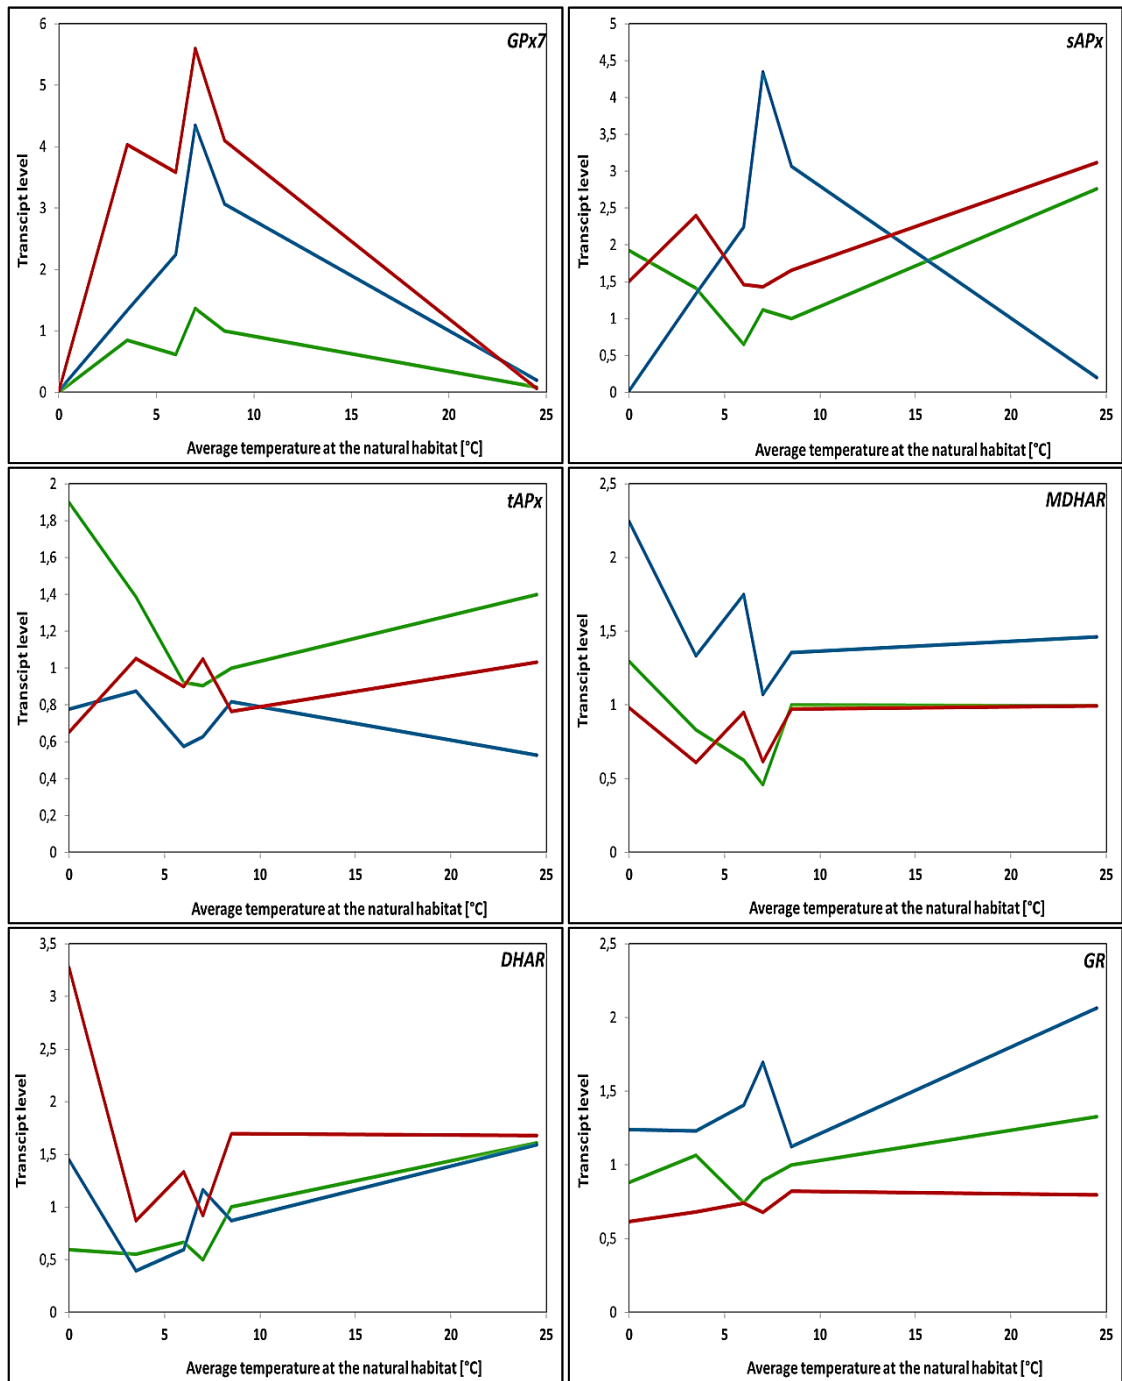 GPx7
6
5
4
3
2
1
0
Transcipt level
0 5 10 15 20 25
Average temperature at the natural habitat [°C]
sAPx
5
4,5
4
3,5
3
2,5
2
1,5
1
0,5
0
Transcipt level
0 5 10 15 20 25
Average temperature at the natural habitat [°C]
tAPx
2
1,8
1,6
1,4
1,2
1
0,8
0,6
0,4
0,2
0
Transcipt level
0 5 10 15 20 25
Average temperature at the natural habitat [°C]
MDHAR
2,5
2
1,5
1
0,5
0
Transcipt level
0 5 10 15 20 25
Average temperature at the natural habitat [°C]
DHAR
3,5
3
2,5
2
1,5
1
0,5
0
Transcipt level
0 5 10 15 20 25
Average temperature at the natural habitat [°C]
GR
2,5
2
1,5
1
0,5
0
Transcipt level
0 5 10 15 20 25
Average temperature at the natural habitat [°C]